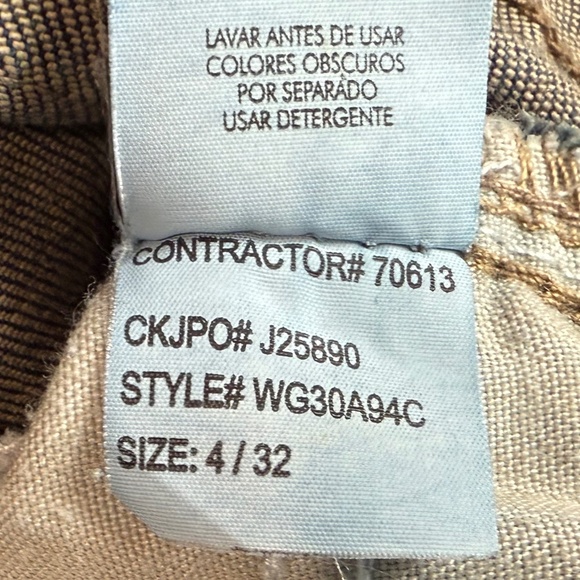 LAVAR ANTES DE USAR
COLORES OBSCUROS
POR SEPARADO
USAR DETERGENTE
CONTRACTOR# 70613
CKJPO# J25890
STYLE# WG30A94C
SIZE: 4 / 32